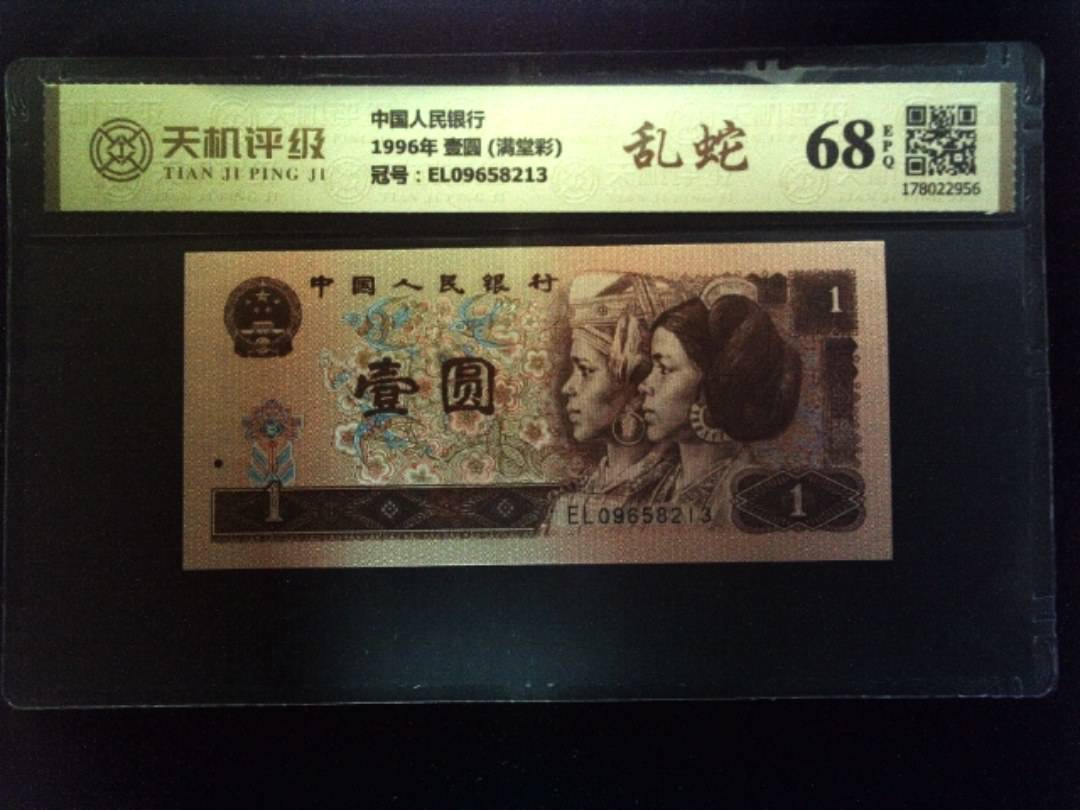 天机评级
TIAN JI PING JI
中国人民银行
1996年 壹圆 (满堂彩)
冠号：EL09658213
乱蛇
68
EPQ
178022956
中国人民银行
1
壹圆
1
EL09658213
1